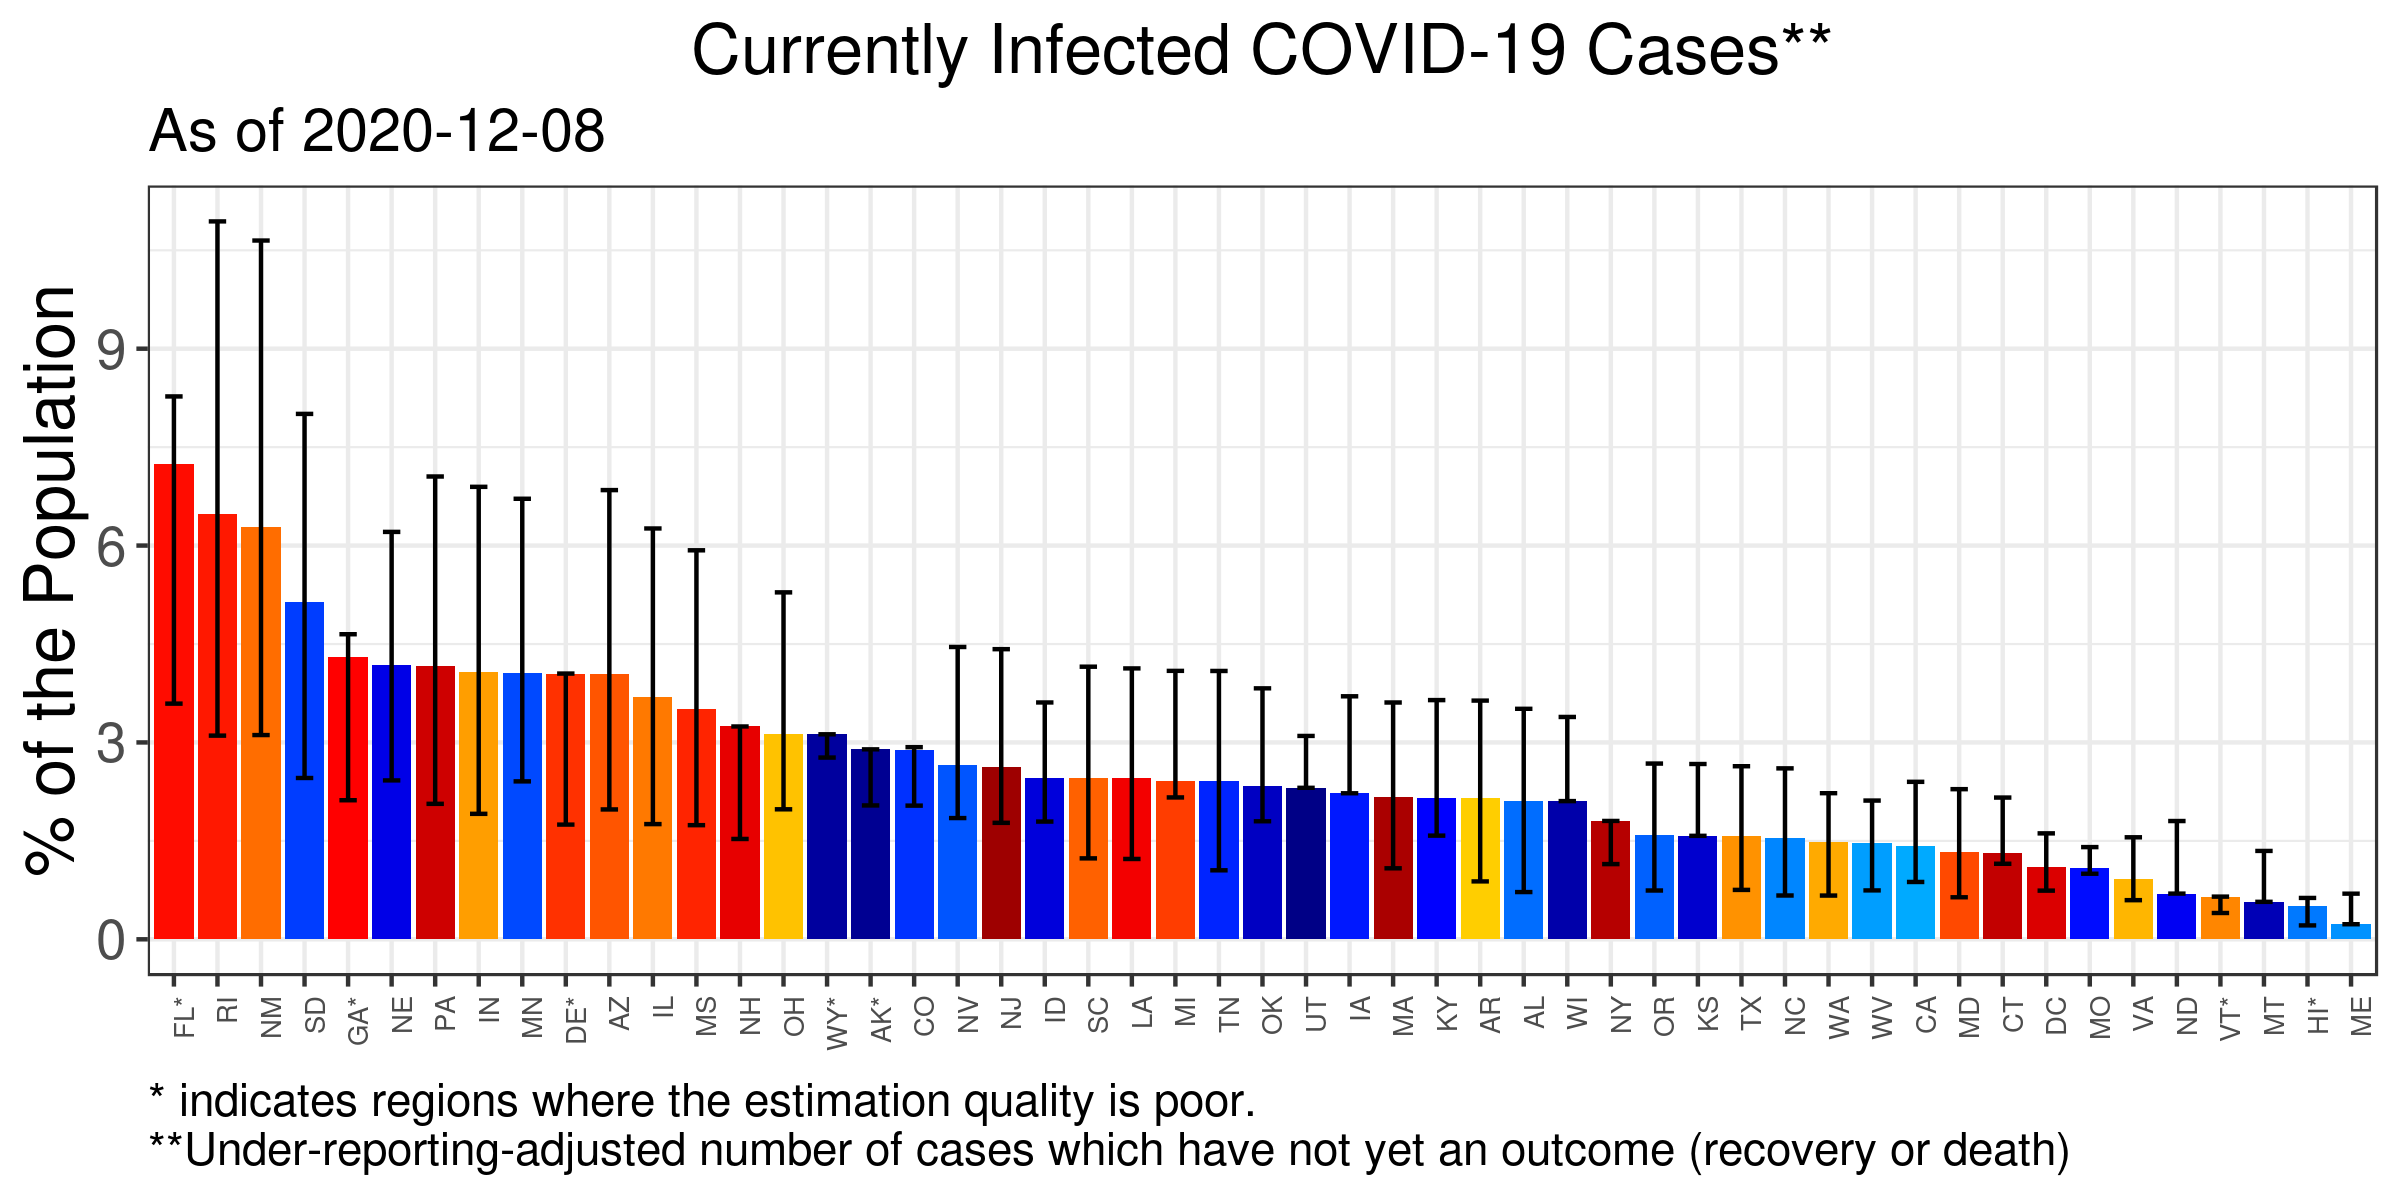 Currently Infected COVID-19 Cases**
As of 2020-12-08
% of the Population
9
6
3
0
FL* RI NM SD GA* NE PA IN MN DE* AZ IL MS NH OH WY* AK* CO NV NJ ID SC LA MI TN OK UT IA MA KY AR AL WI NY OR KS TX NC WA WV CA MD CT DC MO VA ND VT* MT HI* ME
* indicates regions where the estimation quality is poor.
**Under-reporting-adjusted number of cases which have not yet an outcome (recovery or death)